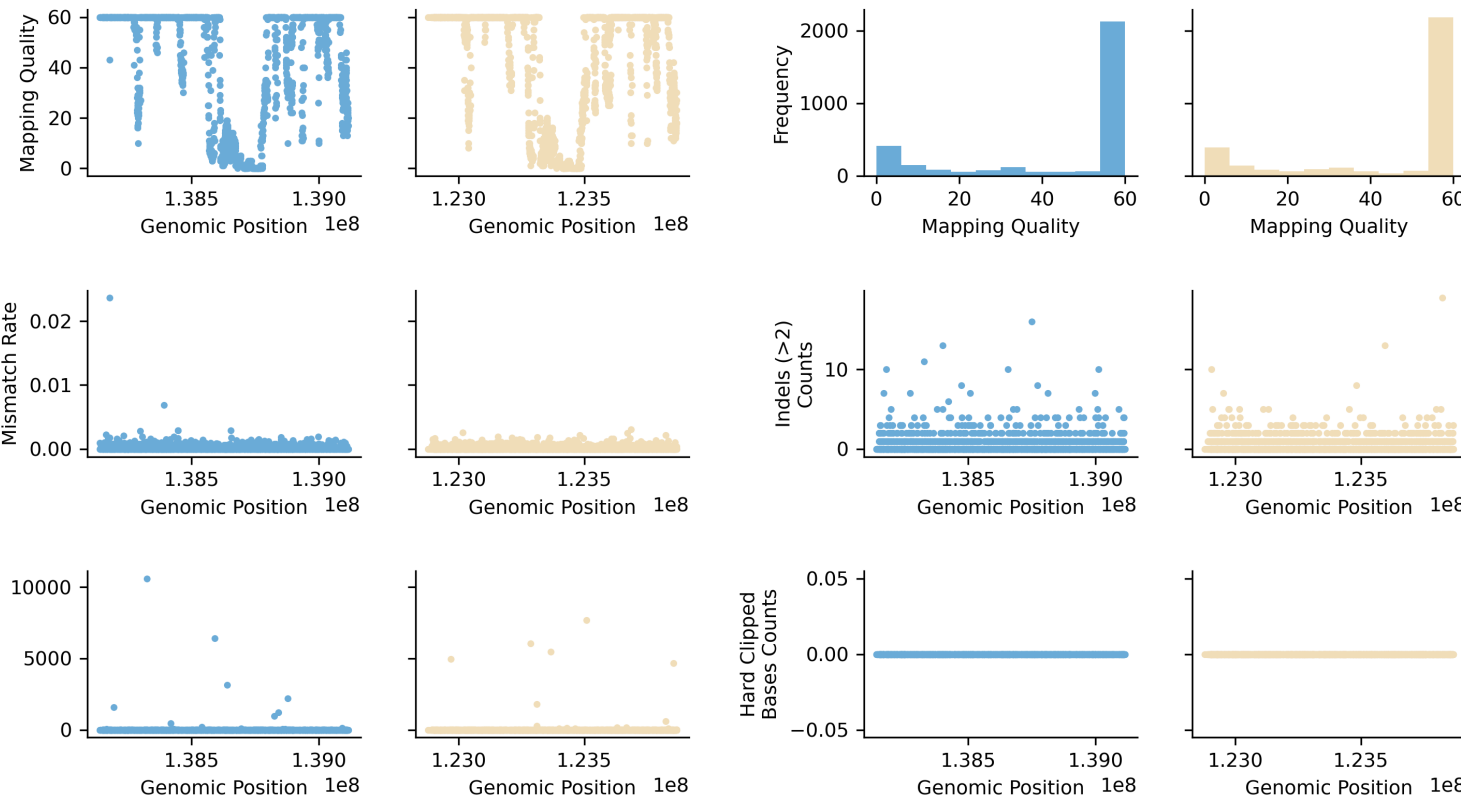 60
40
20
0
Mapping Quality
1.385
1.390
Genomic Position
1e8
1.230
1.235
Genomic Position
1e8
2000
1000
0
Frequency
0
20
40
60
Mapping Quality
0
20
40
60
Mapping Quality
0.02
0.01
0.00
Mismatch Rate
1.385
1.390
Genomic Position
1e8
1.230
1.235
Genomic Position
1e8
10
0
Indels (>2)
Counts
1.385
1.390
Genomic Position
1e8
1.230
1.235
Genomic Position
1e8
10000
5000
0
1.385
1.390
Genomic Position
1e8
1.230
1.235
Genomic Position
1e8
0.05
0.00
−0.05
Hard Clipped
Bases Counts
1.385
1.390
Genomic Position
1e8
1.230
1.235
Genomic Position
1e8